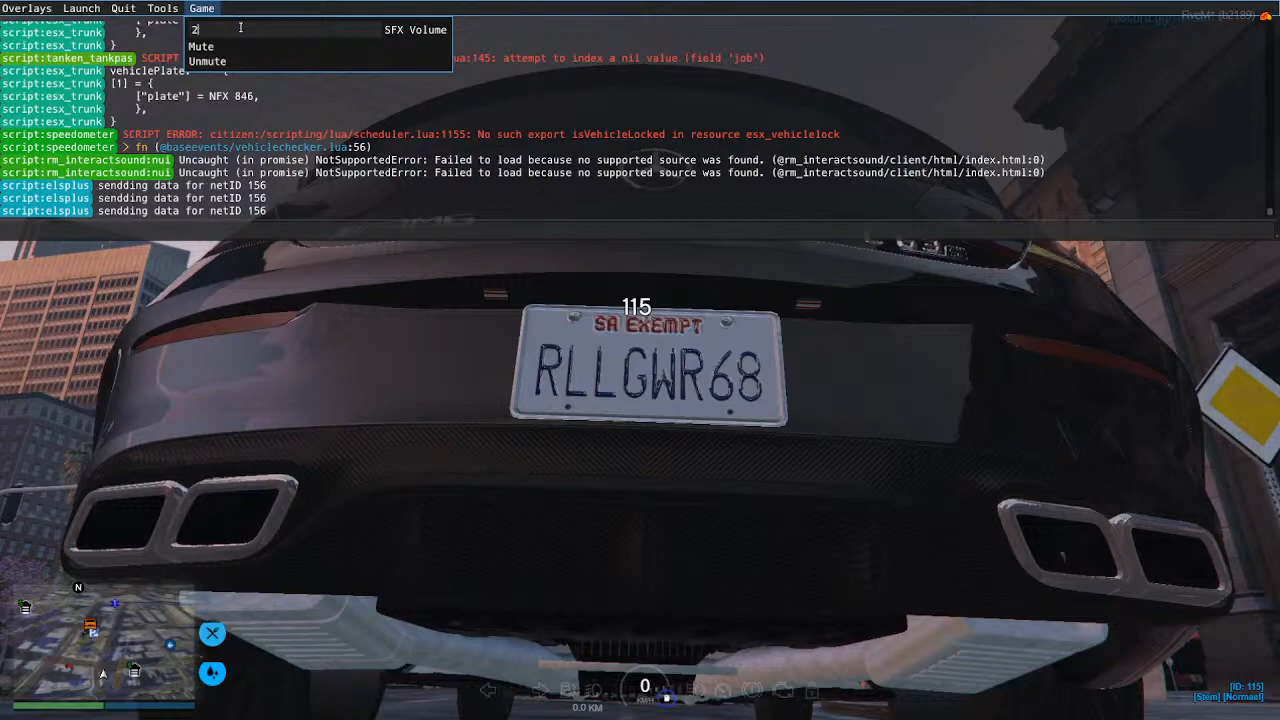 Overlays Launch Quit Tools Game
FiveM* (b2189)
2 SFX Volume
Mute
Unmute
script:esx_trunk ["plate"
script:esx_trunk },
script:esx_trunk }
script:tanken_tankpas SCRIPT lua:145: attempt to index a nil value (field 'job')
script:esx_trunk vehiclePlate.
script:esx_trunk [1] = {
script:esx_trunk ["plate"] = NFX 846,
script:esx_trunk },
script:esx_trunk }
script:speedometer SCRIPT ERROR: citizen:/scripting/lua/scheduler.lua:1155: No such export isVehicleLocked in resource esx_vehiclelock
script:speedometer > fn (@baseevents/vehiclechecker.lua:56)
script:rm_interactsound:nui Uncaught (in promise) NotSupportedError: Failed to load because no supported source was found. (@rm_interactsound/client/html/index.html:0)
script:rm_interactsound:nui Uncaught (in promise) NotSupportedError: Failed to load because no supported source was found. (@rm_interactsound/client/html/index.html:0)
script:elsplus sendding data for netID 156
script:elsplus sendding data for netID 156
script:elsplus sendding data for netID 156
115
SA EXEMPT
RLLGWR68
N
0
KM/H
0.0 KM
[ID: 115]
[Stem] [Normaal]